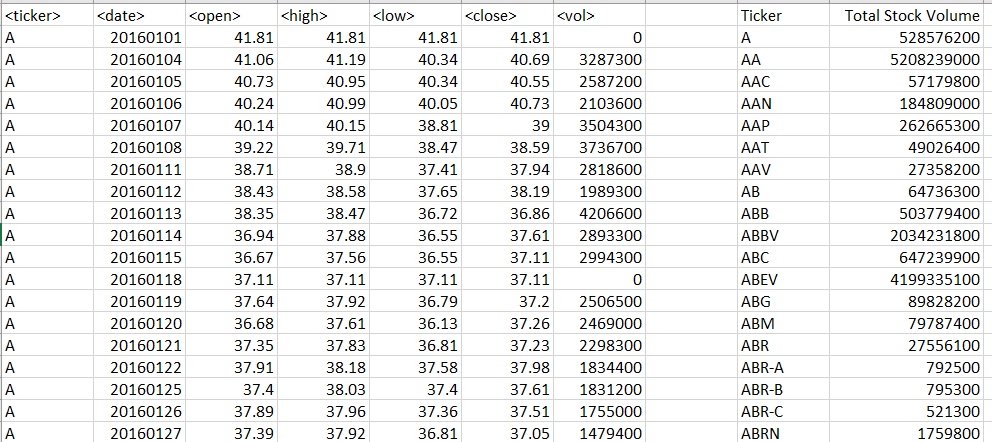 <ticker> <date> <open> <high> <low> <close> <vol> Ticker Total Stock Volume
A 20160101 41.81 41.81 41.81 41.81 0 A 528576200
A 20160104 41.06 41.19 40.34 40.69 3287300 AA 5208239000
A 20160105 40.73 40.95 40.34 40.55 2587200 AAC 57179800
A 20160106 40.24 40.99 40.05 40.73 2103600 AAN 184809000
A 20160107 40.14 40.15 38.81 39 3504300 AAP 262665300
A 20160108 39.22 39.71 38.47 38.59 3736700 AAT 49026400
A 20160111 38.71 38.9 37.41 37.94 2818600 AAV 27358200
A 20160112 38.43 38.58 37.65 38.19 1989300 AB 64736300
A 20160113 38.35 38.47 36.72 36.86 4206600 ABB 503779400
A 20160114 36.94 37.88 36.55 37.61 2893300 ABBV 2034231800
A 20160115 36.67 37.56 36.55 37.11 2994300 ABC 647239900
A 20160118 37.11 37.11 37.11 37.11 0 ABEV 4199335100
A 20160119 37.64 37.92 36.79 37.2 2506500 ABG 89828200
A 20160120 36.68 37.61 36.13 37.26 2469000 ABM 79787400
A 20160121 37.35 37.83 36.81 37.23 2298300 ABR 27556100
A 20160122 37.91 38.18 37.58 37.98 1834400 ABR-A 792500
A 20160125 37.4 38.03 37.4 37.61 1831200 ABR-B 795300
A 20160126 37.89 37.96 37.36 37.51 1755000 ABR-C 521300
A 20160127 37.39 37.92 36.81 37.05 1479400 ABRN 1759800